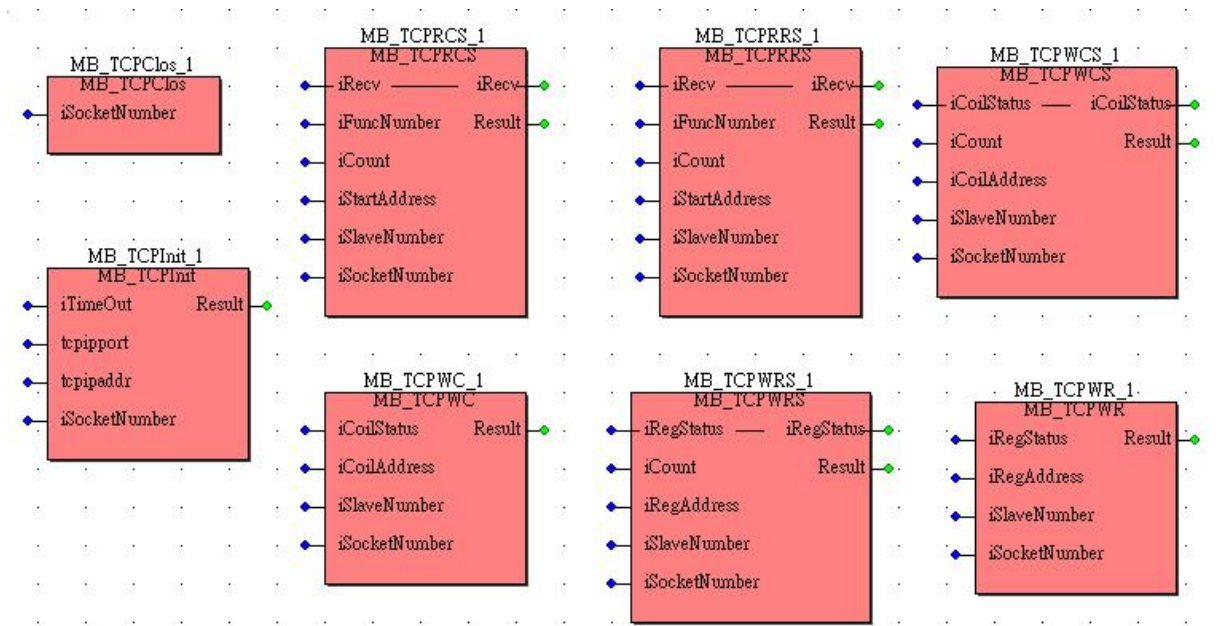 MB_TCPClos_1
MB_TCPClos
iSocketNumber
MB_TCPRCS_1
MB_TCPRCS
iRecv iRecv
iFuncNumber Result
iCount
iStartAddress
iSlaveNumber
iSocketNumber
MB_TCPRRS_1
MB_TCPRRS
iRecv iRecv
iFuncNumber Result
iCount
iStartAddress
iSlaveNumber
iSocketNumber
MB_TCPWCS_1
MB_TCPWCS
iCoilStatus iCoilStatus
iCount Result
iCoilAddress
iSlaveNumber
iSocketNumber
MB_TCPInit_1
MB_TCPInit
iTimeOut Result
tcpipport
tcpipaddr
iSocketNumber
MB_TCPWC_1
MB_TCPWC
iCoilStatus Result
iCoilAddress
iSlaveNumber
iSocketNumber
MB_TCPWRS_1
MB_TCPWRS
iRegStatus iRegStatus
iCount Result
iRegAddress
iSlaveNumber
iSocketNumber
MB_TCPWR_1
MB_TCPWR
iRegStatus Result
iRegAddress
iSlaveNumber
iSocketNumber